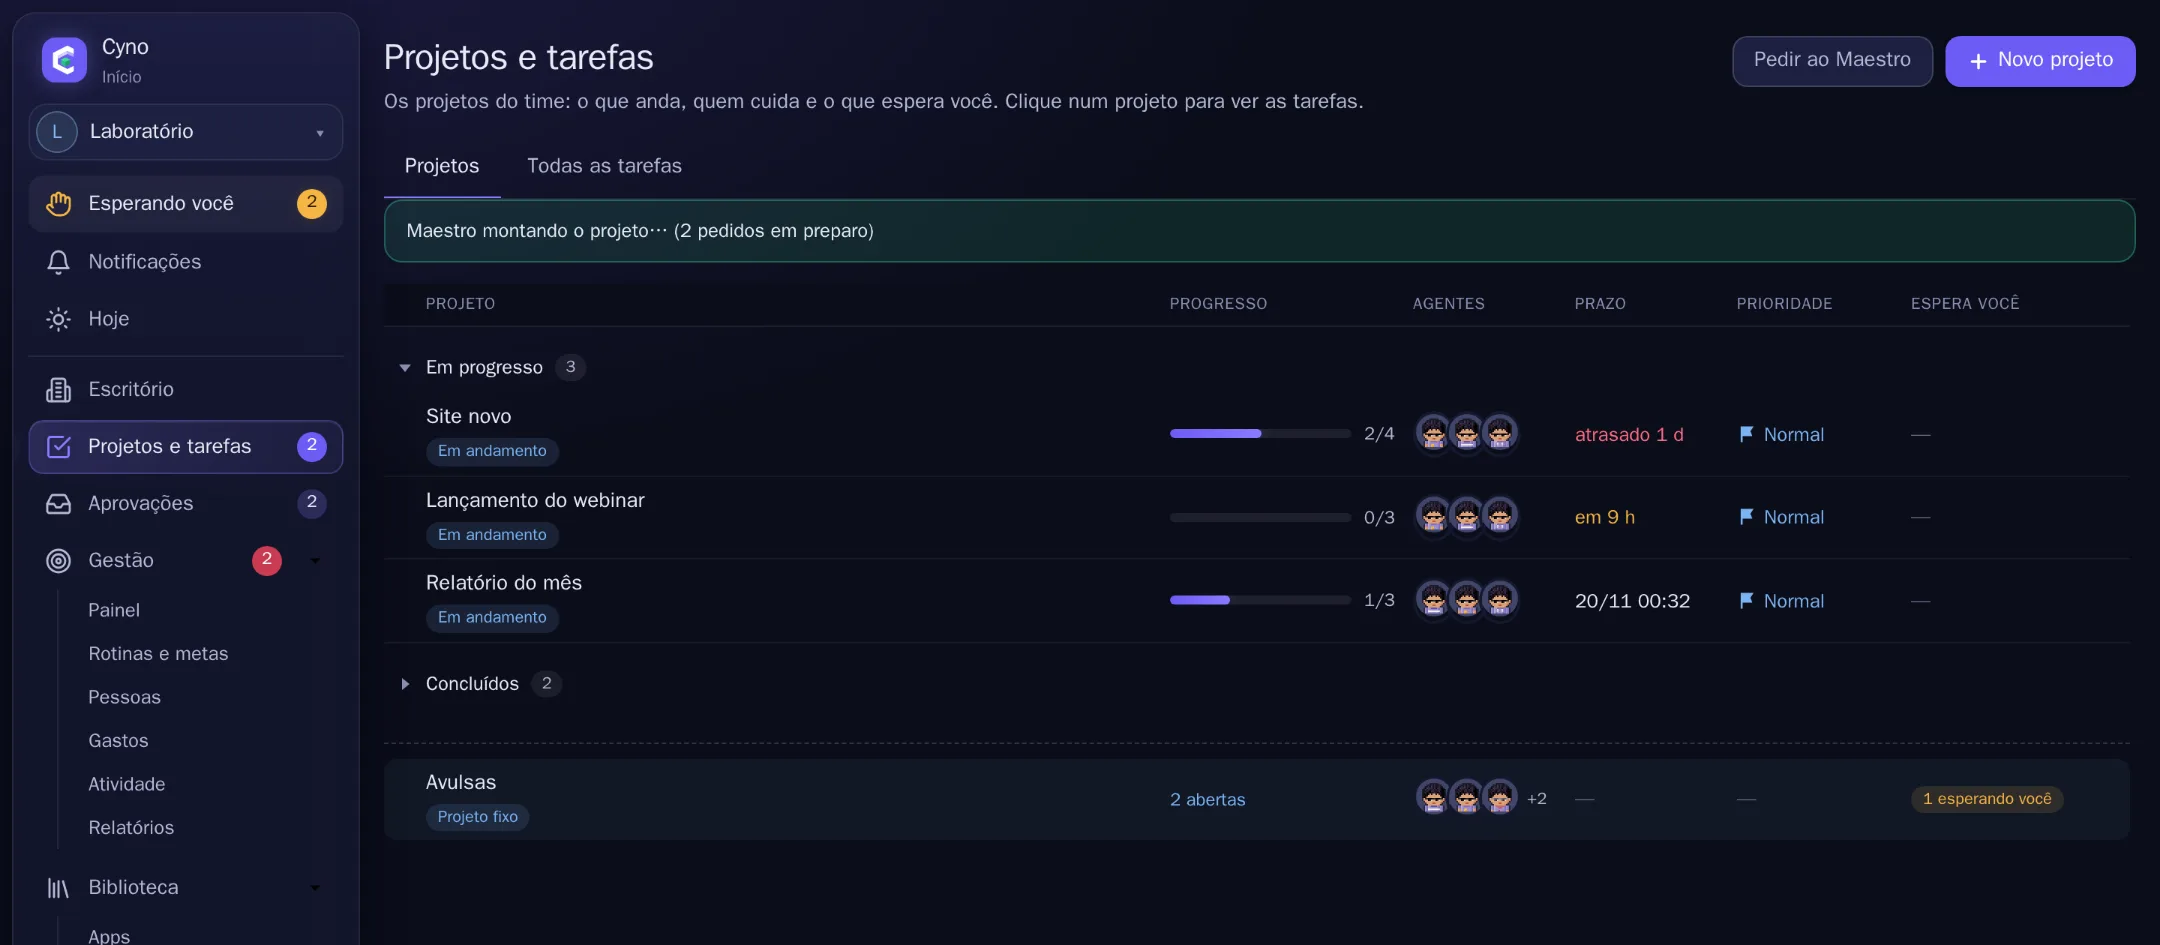 Cyno
Início
L Laboratório
Esperando você 2
Notificações
Hoje
Escritório
Projetos e tarefas 2
Aprovações 2
Gestão 2
Painel
Rotinas e metas
Pessoas
Gastos
Atividade
Relatórios
Biblioteca
Apps
Projetos e tarefas
Os projetos do time: o que anda, quem cuida e o que espera você. Clique num projeto para ver as tarefas.
Pedir ao Maestro
+ Novo projeto
Projetos Todas as tarefas
Maestro montando o projeto… (2 pedidos em preparo)
PROJETO PROGRESSO AGENTES PRAZO PRIORIDADE ESPERA VOCÊ
Em progresso 3
Site novo
Em andamento
2/4 atrasado 1 d Normal —
Lançamento do webinar
Em andamento
0/3 em 9 h Normal —
Relatório do mês
Em andamento
1/3 20/11 00:32 Normal —
Concluídos 2
Avulsas
Projeto fixo
2 abertas +2 — — 1 esperando você